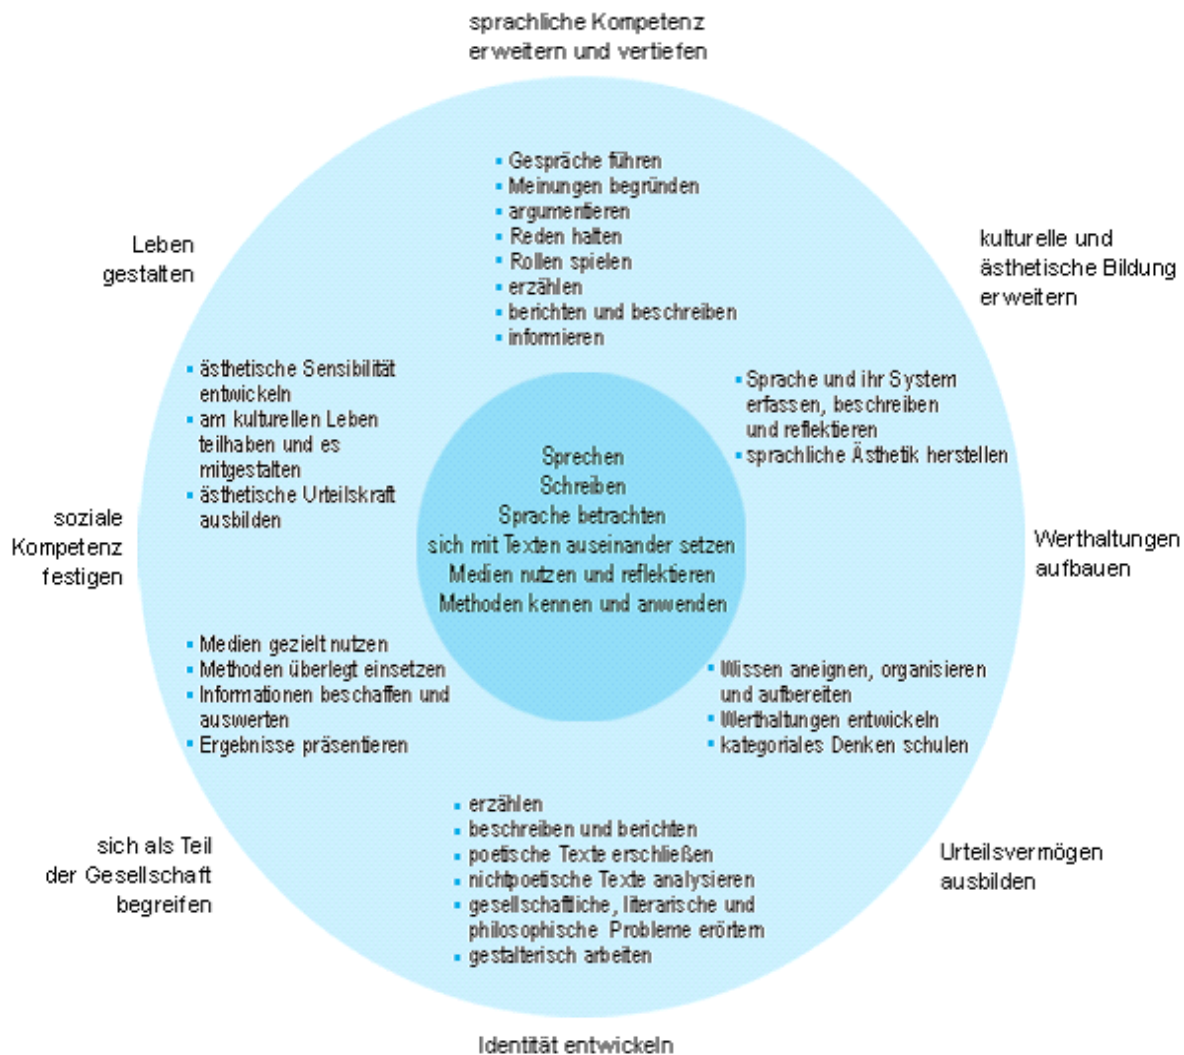 sprachliche Kompetenz
erweitern und vertiefen
▪ Gespräche führen
▪ Meinungen begründen
▪ argumentieren
▪ Reden halten
▪ Rollen spielen
▪ erzählen
▪ berichten und beschreiben
▪ informieren
Leben
gestalten
kulturelle und
ästhetische Bildung
erweitern
▪ ästhetische Sensibilität
entwickeln
▪ am kulturellen Leben
teilhaben und es
mitgestalten
▪ ästhetische Urteilskraft
ausbilden
▪ Sprache und ihr System
erfassen, beschreiben
und reflektieren
▪ sprachliche Ästhetik herstellen
Sprechen
Schreiben
Sprache betrachten
sich mit Texten auseinander setzen
Medien nutzen und reflektieren
Methoden kennen und anwenden
soziale
Kompetenz
festigen
Werthaltungen
aufbauen
▪ Medien gezielt nutzen
▪ Methoden überlegt einsetzen
▪ Informationen beschaffen und
auswerten
▪ Ergebnisse präsentieren
▪ Wissen aneignen, organisieren
und aufbereiten
▪ Werthaltungen entwickeln
▪ kategoriales Denken schulen
▪ erzählen
▪ beschreiben und berichten
▪ poetische Texte erschließen
▪ nichtpoetische Texte analysieren
▪ gesellschaftliche, literarische und
philosophische Probleme erörtern
▪ gestalterisch arbeiten
sich als Teil
der Gesellschaft
begreifen
Urteilsvermögen
ausbilden
Identität entwickeln